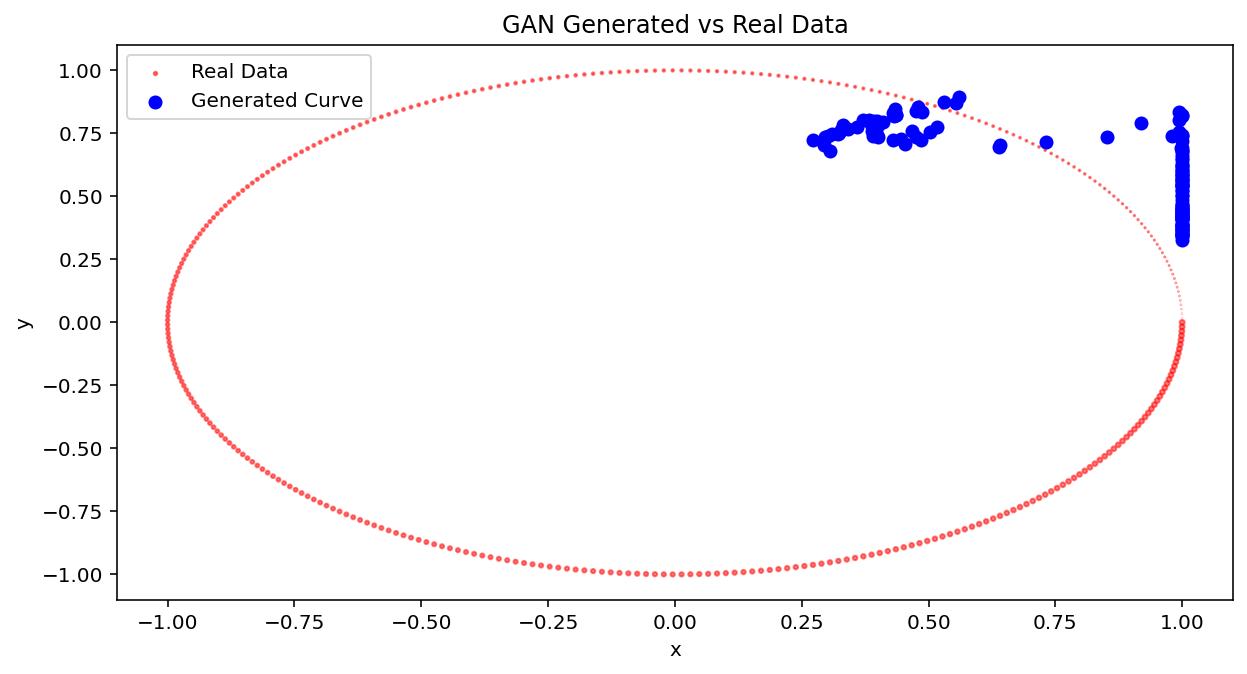 GAN Generated vs Real Data
Real Data
Generated Curve
1.00
0.75
0.50
0.25
0.00
−0.25
−0.50
−0.75
−1.00
y
−1.00 −0.75 −0.50 −0.25 0.00 0.25 0.50 0.75 1.00
x